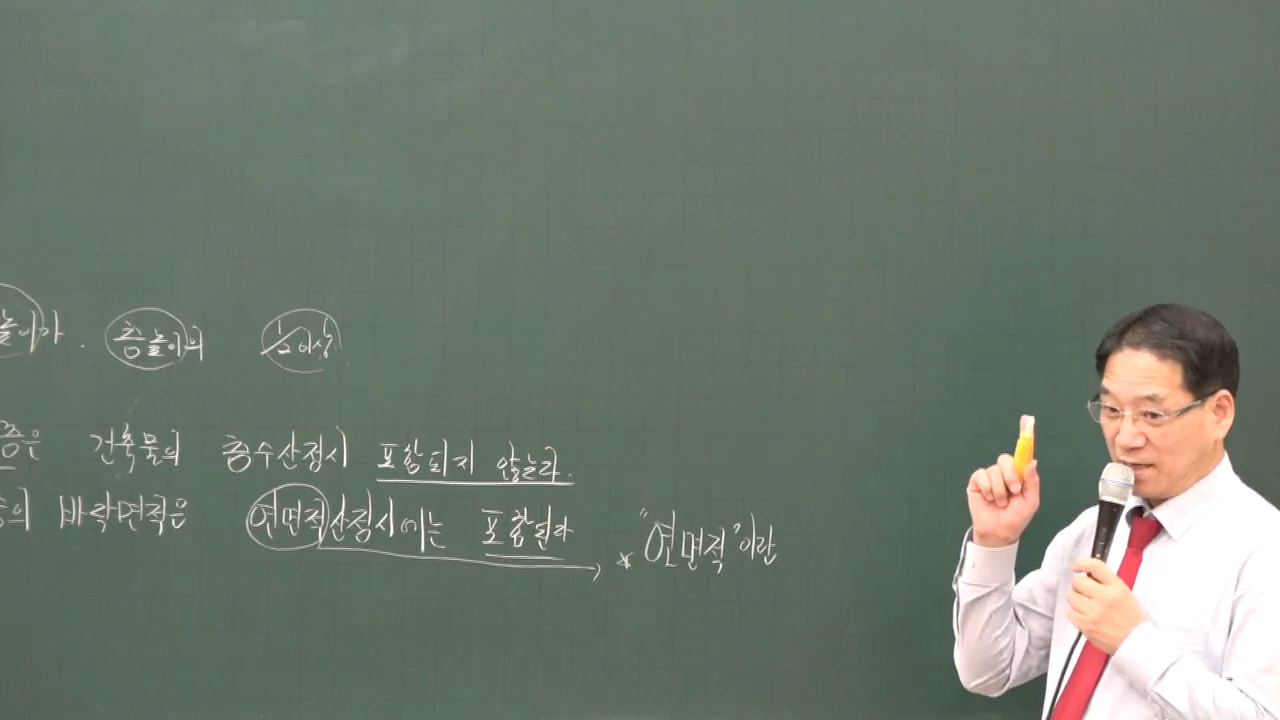 높이가 층높이의 1/2이상
층은 건축물의 층수산정시 포함되지 않는다.
층의 바닥면적은 연면적산정시에는 포함된다 → * "연면적"이란